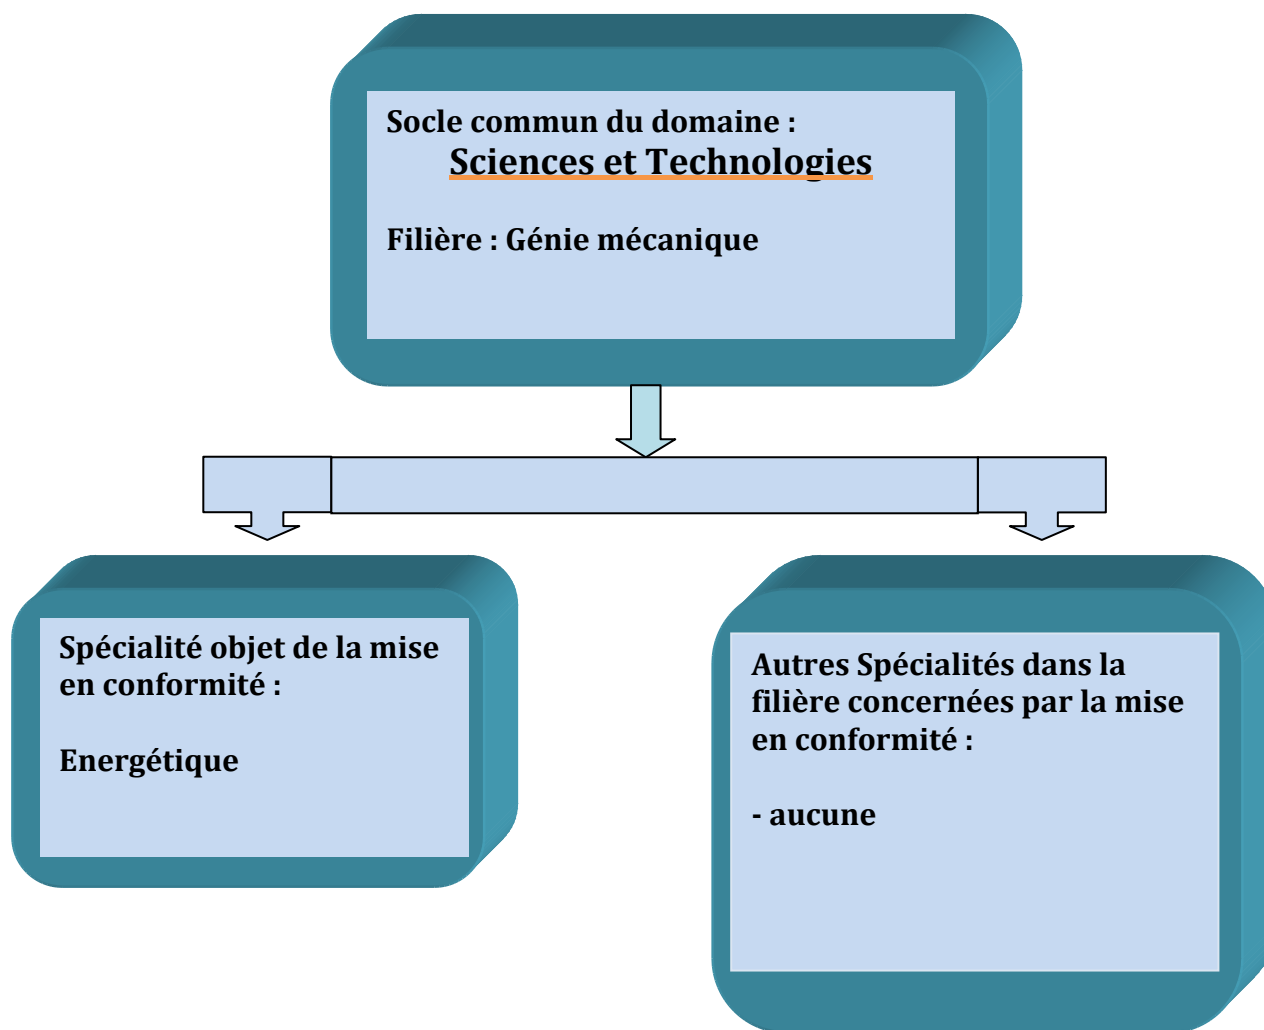 Socle commun du domaine :
Sciences et Technologies
Filière : Génie mécanique
Spécialité objet de la mise
en conformité :
Energétique
Autres Spécialités dans la
filière concernées par la mise
en conformité :
- aucune